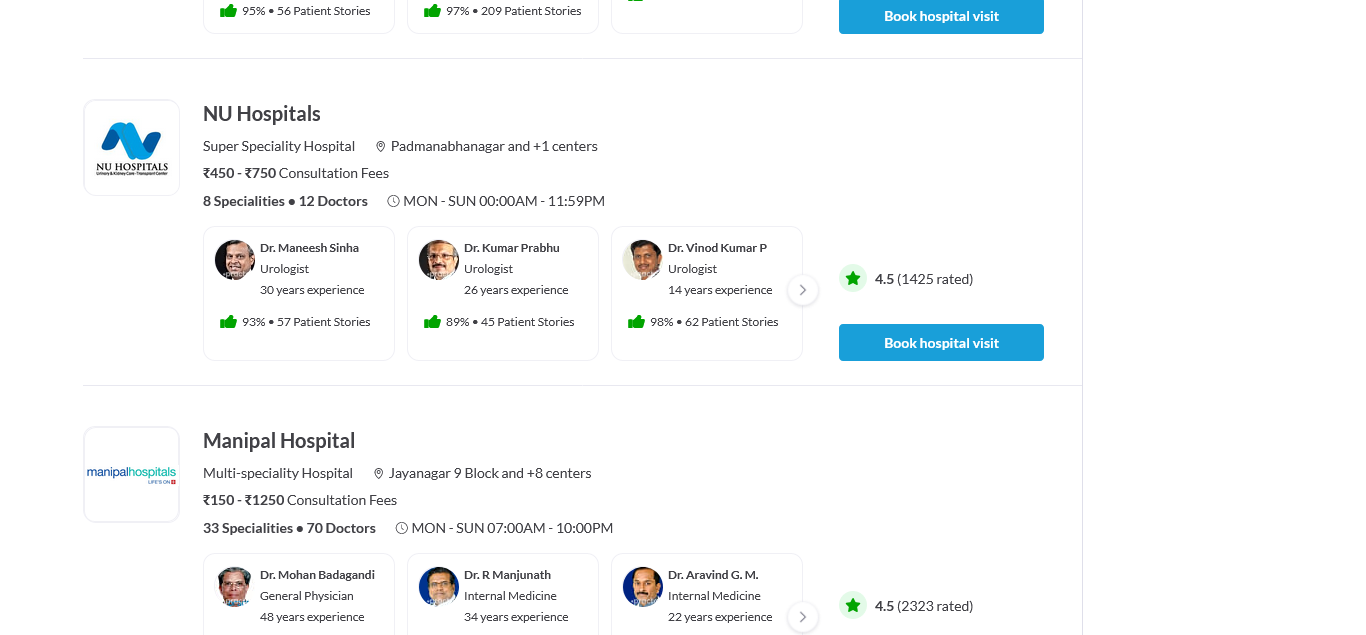 95% • 56 Patient Stories
97% • 209 Patient Stories
Book hospital visit
NU HOSPITALS
Urinary & Kidney Care • Transplant Center
NU Hospitals
Super Speciality Hospital
Padmanabhanagar and +1 centers
₹450 - ₹750 Consultation Fees
8 Specialities ● 12 Doctors
MON - SUN 00:00AM - 11:59PM
Dr. Maneesh Sinha
Urologist
30 years experience
93% • 57 Patient Stories
Dr. Kumar Prabhu
Urologist
26 years experience
89% • 45 Patient Stories
Dr. Vinod Kumar P
Urologist
14 years experience
98% • 62 Patient Stories
4.5 (1425 rated)
Book hospital visit
manipalhospitals
LIFE'S ON
Manipal Hospital
Multi-speciality Hospital
Jayanagar 9 Block and +8 centers
₹150 - ₹1250 Consultation Fees
33 Specialities ● 70 Doctors
MON - SUN 07:00AM - 10:00PM
Dr. Mohan Badagandi
General Physician
48 years experience
Dr. R Manjunath
Internal Medicine
34 years experience
Dr. Aravind G. M.
Internal Medicine
22 years experience
4.5 (2323 rated)